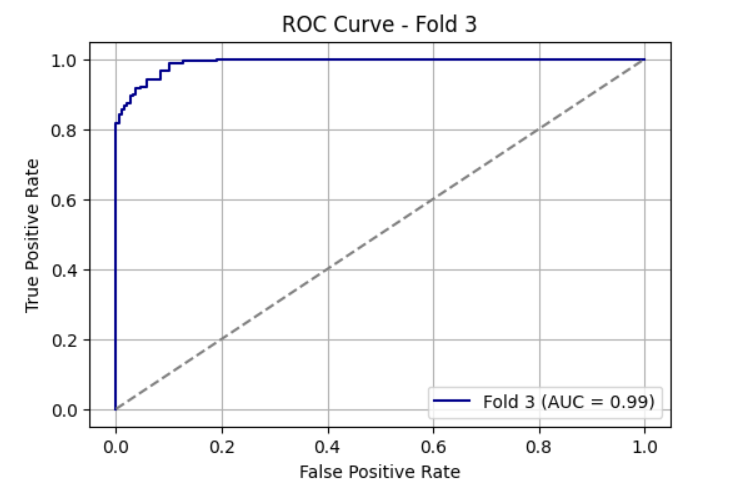 ROC Curve - Fold 3
True Positive Rate
1.0
0.8
0.6
0.4
0.2
0.0
Fold 3 (AUC = 0.99)
0.0 0.2 0.4 0.6 0.8 1.0
False Positive Rate